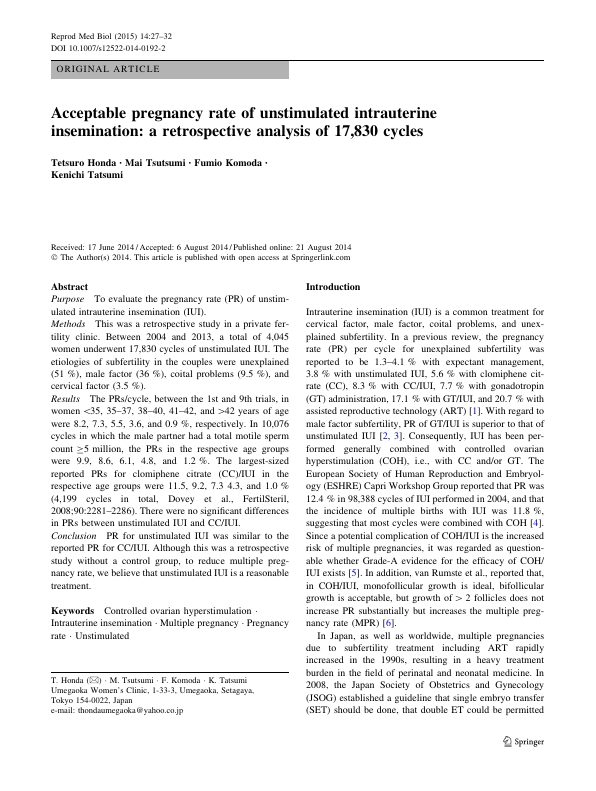 Reprod Med Biol (2015) 14:27–32
DOI 10.1007/s12522-014-0192-2
ORIGINAL ARTICLE
Acceptable pregnancy rate of unstimulated intrauterine
insemination: a retrospective analysis of 17,830 cycles
Tetsuro Honda · Mai Tsutsumi · Fumio Komoda ·
Kenichi Tatsumi
Received: 17 June 2014 / Accepted: 6 August 2014 / Published online: 21 August 2014
© The Author(s) 2014. This article is published with open access at Springerlink.com
Abstract
Purpose To evaluate the pregnancy rate (PR) of unstim-
ulated intrauterine insemination (IUI).
Methods This was a retrospective study in a private fer-
tility clinic. Between 2004 and 2013, a total of 4,045
women underwent 17,830 cycles of unstimulated IUI. The
etiologies of subfertility in the couples were unexplained
(51 %), male factor (36 %), coital problems (9.5 %), and
cervical factor (3.5 %).
Results The PRs/cycle, between the 1st and 9th trials, in
women <35, 35–37, 38–40, 41–42, and >42 years of age
were 8.2, 7.3, 5.5, 3.6, and 0.9 %, respectively. In 10,076
cycles in which the male partner had a total motile sperm
count ≥5 million, the PRs in the respective age groups
were 9.9, 8.6, 6.1, 4.8, and 1.2 %. The largest-sized
reported PRs for clomiphene citrate (CC)/IUI in the
respective age groups were 11.5, 9.2, 7.3 4.3, and 1.0 %
(4,199 cycles in total, Dovey et al., FertilSteril,
2008;90:2281–2286). There were no significant differences
in PRs between unstimulated IUI and CC/IUI.
Conclusion PR for unstimulated IUI was similar to the
reported PR for CC/IUI. Although this was a retrospective
study without a control group, to reduce multiple preg-
nancy rate, we believe that unstimulated IUI is a reasonable
treatment.
Keywords Controlled ovarian hyperstimulation ·
Intrauterine insemination · Multiple pregnancy · Pregnancy
rate · Unstimulated
T. Honda (✉) · M. Tsutsumi · F. Komoda · K. Tatsumi
Umegaoka Women's Clinic, 1-33-3, Umegaoka, Setagaya,
Tokyo 154-0022, Japan
e-mail: thondaumegaoka@yahoo.co.jp
Introduction
Intrauterine insemination (IUI) is a common treatment for
cervical factor, male factor, coital problems, and unex-
plained subfertility. In a previous review, the pregnancy
rate (PR) per cycle for unexplained subfertility was
reported to be 1.3–4.1 % with expectant management,
3.8 % with unstimulated IUI, 5.6 % with clomiphene cit-
rate (CC), 8.3 % with CC/IUI, 7.7 % with gonadotropin
(GT) administration, 17.1 % with GT/IUI, and 20.7 % with
assisted reproductive technology (ART) [1]. With regard to
male factor subfertility, PR of GT/IUI is superior to that of
unstimulated IUI [2, 3]. Consequently, IUI has been per-
formed generally combined with controlled ovarian
hyperstimulation (COH), i.e., with CC and/or GT. The
European Society of Human Reproduction and Embryol-
ogy (ESHRE) Capri Workshop Group reported that PR was
12.4 % in 98,388 cycles of IUI performed in 2004, and that
the incidence of multiple births with IUI was 11.8 %,
suggesting that most cycles were combined with COH [4].
Since a potential complication of COH/IUI is the increased
risk of multiple pregnancies, it was regarded as question-
able whether Grade-A evidence for the efficacy of COH/
IUI exists [5]. In addition, van Rumste et al., reported that,
in COH/IUI, monofollicular growth is ideal, bifollicular
growth is acceptable, but growth of > 2 follicles does not
increase PR substantially but increases the multiple preg-
nancy rate (MPR) [6].
In Japan, as well as worldwide, multiple pregnancies
due to subfertility treatment including ART rapidly
increased in the 1990s, resulting in a heavy treatment
burden in the field of perinatal and neonatal medicine. In
2008, the Japan Society of Obstetrics and Gynecology
(JSOG) established a guideline that single embryo transfer
(SET) should be done, that double ET could be permitted
Springer